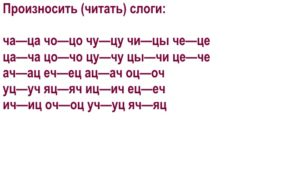 Произносить (читать) слоги:
ча—ца чо—цо чу—цу чи—цы че—це
ца—ча цо—чо цу—чу цы—чи це—че
ач—ац еч—ец ац—ач оц—оч
уц—уч яц—яч иц—ич ец—еч
ич—иц оч—оц уч—уц яч—яц